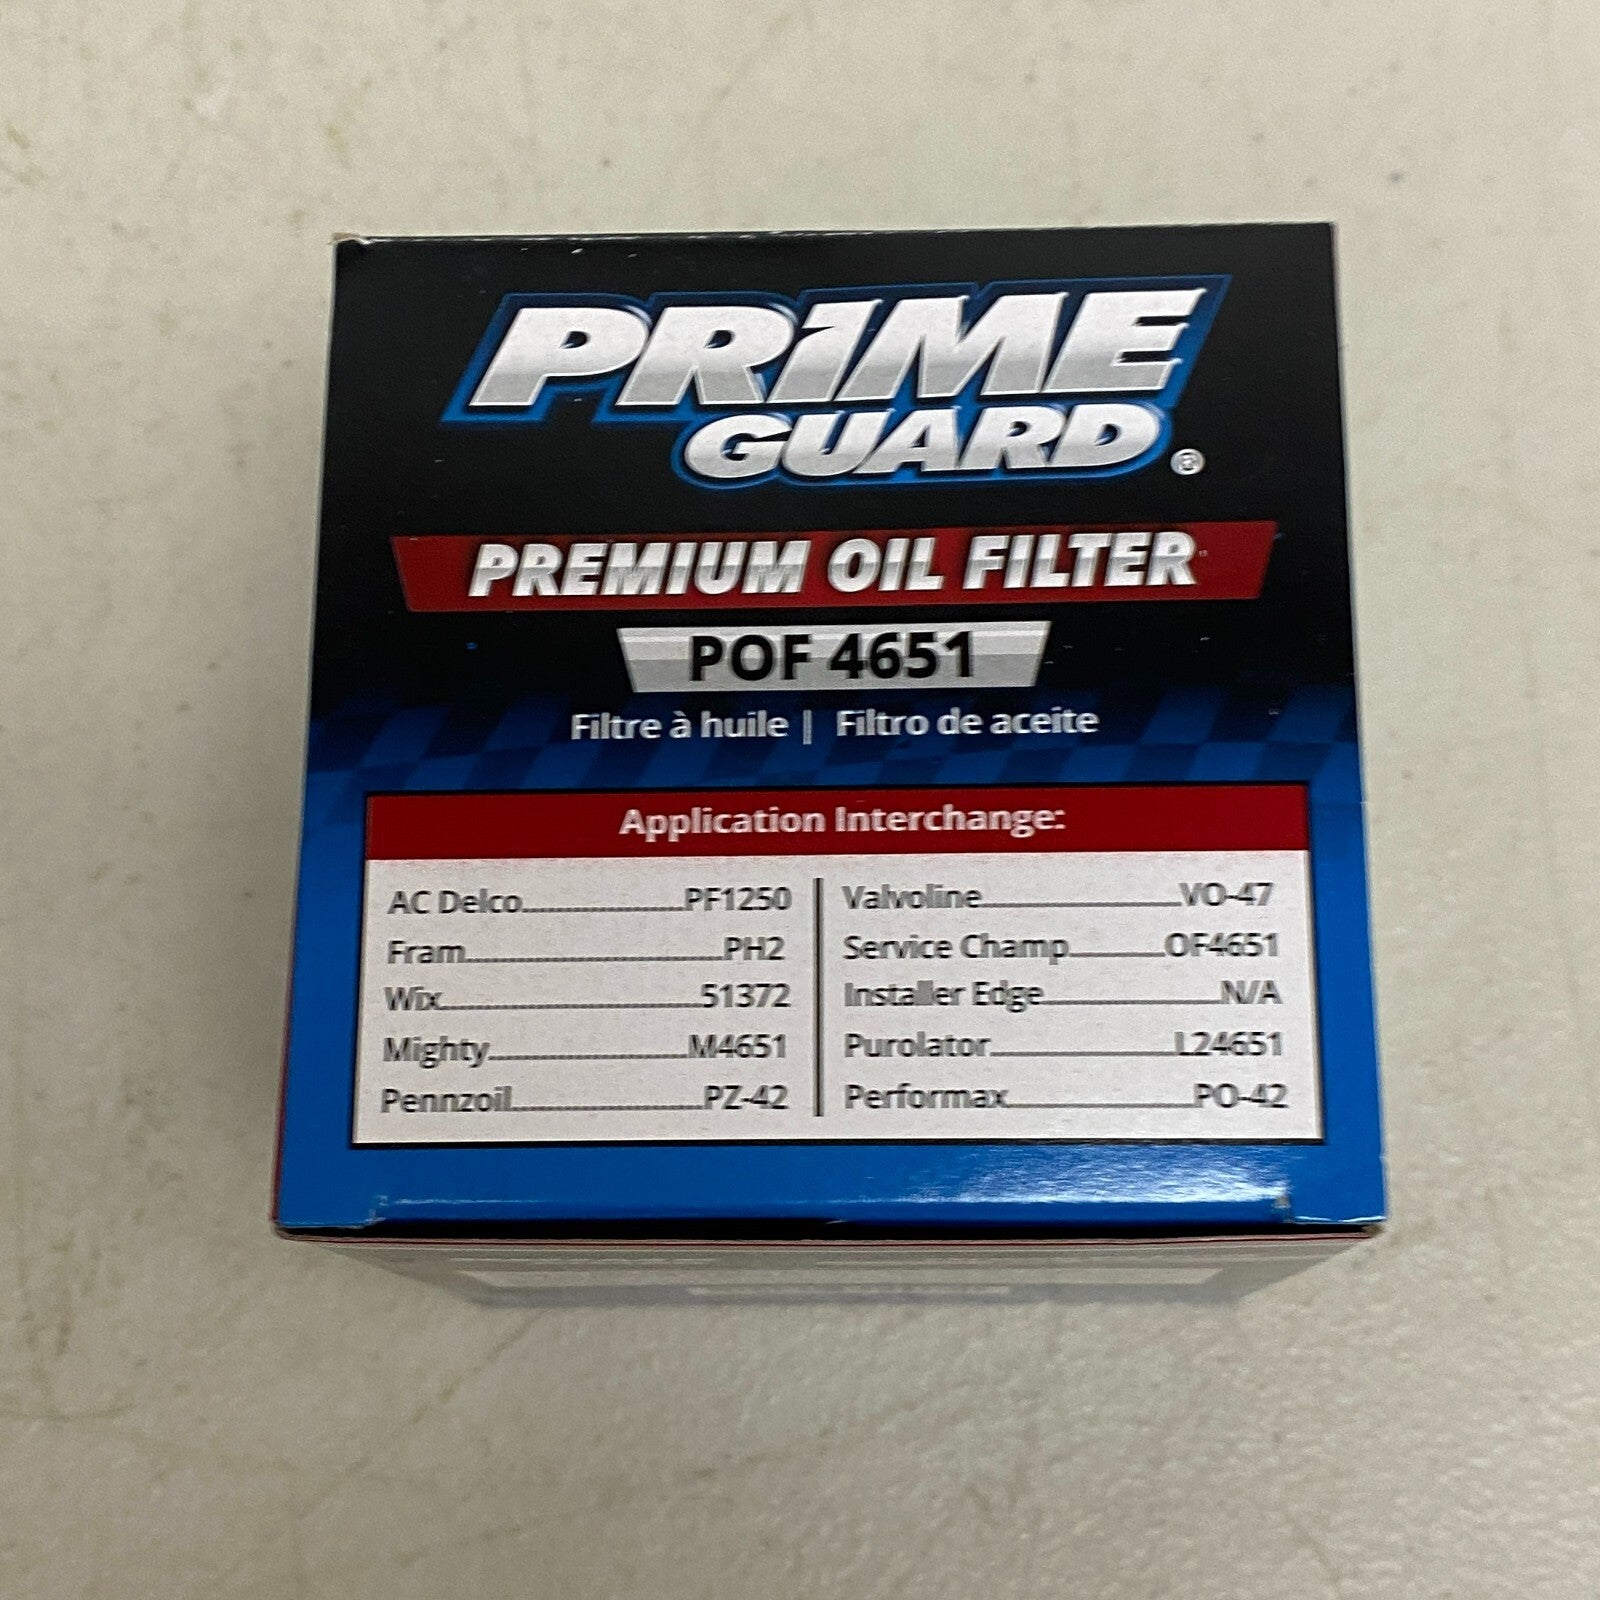 PRIME
GUARD®
PREMIUM OIL FILTER
POF 4651
Filtre à huile | Filtro de aceite
Application Interchange:
AC Delco....................PF1250
Fram....................PH2
Wix....................51372
Mighty....................M4651
Pennzoil....................PZ-42
Valvoline....................VO-47
Service Champ....................OF4651
Installer Edge....................N/A
Purolator....................L24651
Performax....................PO-42